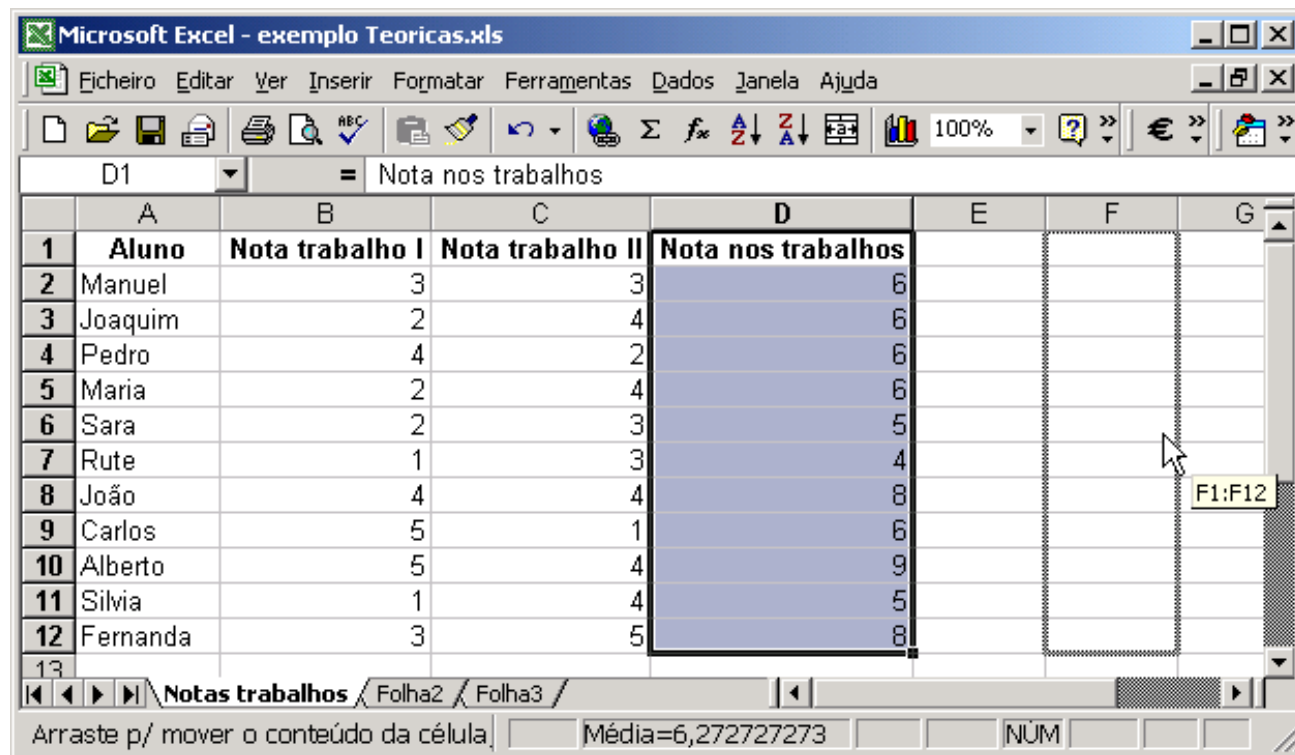 Microsoft Excel - exemplo Teoricas.xls
Ficheiro Editar Ver Inserir Formatar Ferramentas Dados Janela Ajuda
ABC Σ fx A Z Z A a 100% ? » € » »
D1 = Nota nos trabalhos
A B C D E F G
1 Aluno Nota trabalho I Nota trabalho II Nota nos trabalhos
2 Manuel 3 3 6
3 Joaquim 2 4 6
4 Pedro 4 2 6
5 Maria 2 4 6
6 Sara 2 3 5
7 Rute 1 3 4
8 João 4 4 8 F1:F12
9 Carlos 5 1 6
10 Alberto 5 4 9
11 Silvia 1 4 5
12 Fernanda 3 5 8
13
Notas trabalhos Folha2 Folha3
Arraste p/ mover o conteúdo da célula, Média=6,272727273 NÚM